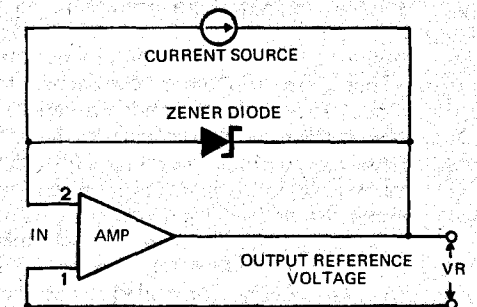 CURRENT SOURCE
ZENER DIODE
2
IN
AMP
1
OUTPUT REFERENCE
VOLTAGE
VR